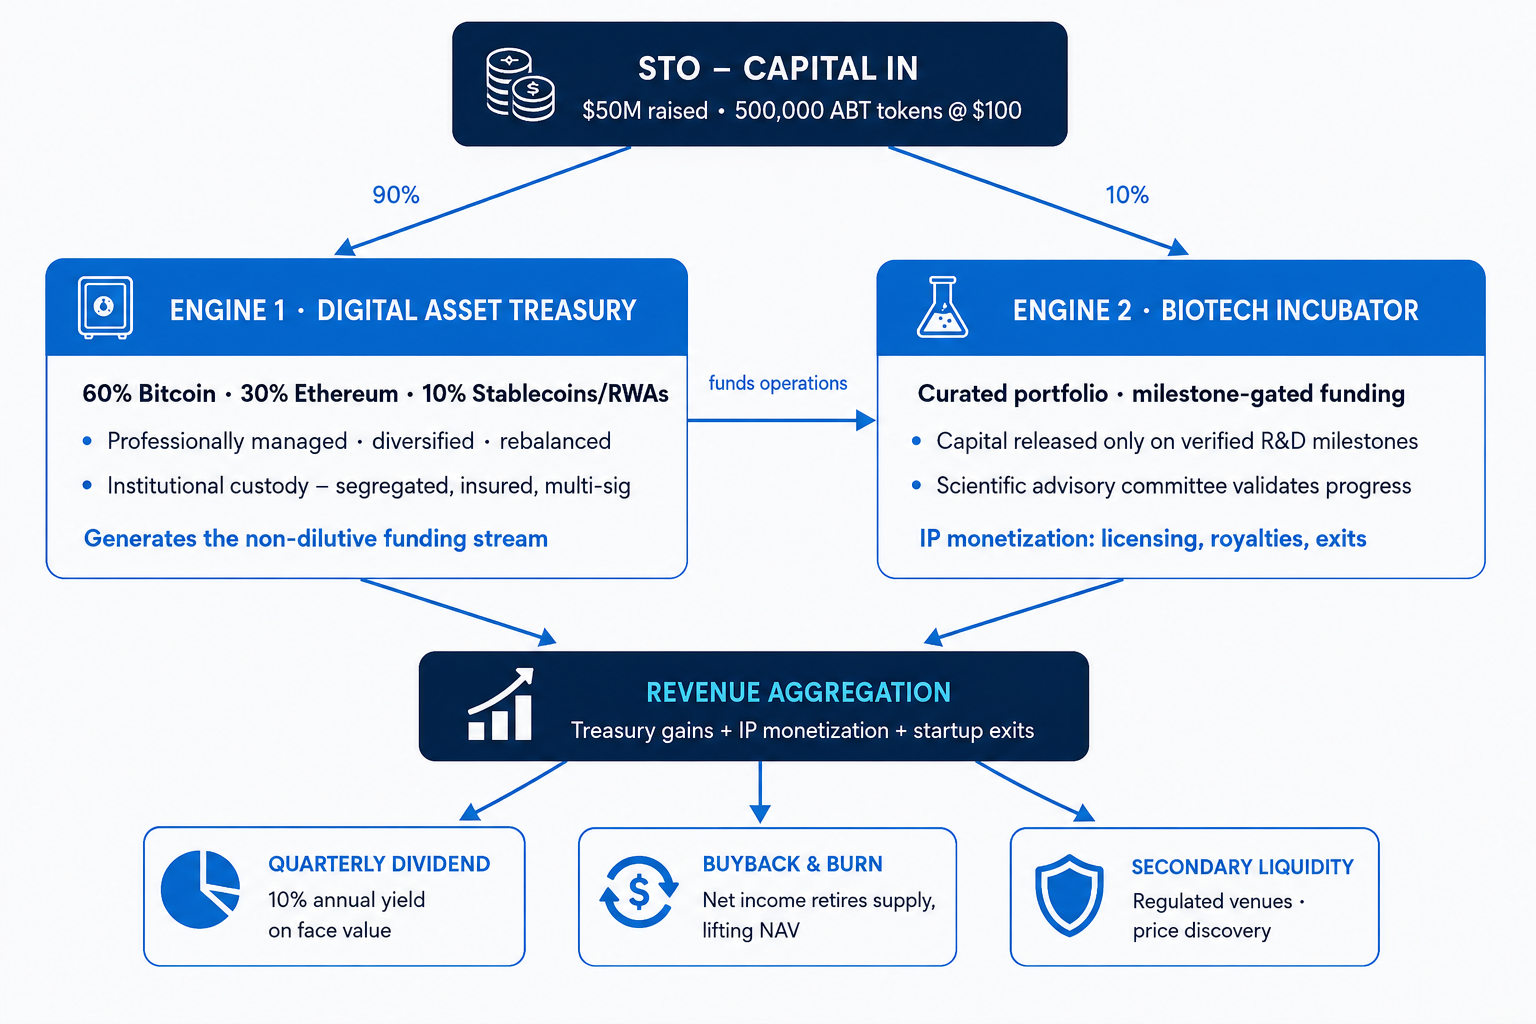 STO – CAPITAL IN
$50M raised • 500,000 ABT tokens @ $100
90%
10%
ENGINE 1 · DIGITAL ASSET TREASURY
60% Bitcoin · 30% Ethereum · 10% Stablecoins/RWAs
• Professionally managed · diversified · rebalanced
• Institutional custody – segregated, insured, multi-sig
Generates the non-dilutive funding stream
funds operations
ENGINE 2 · BIOTECH INCUBATOR
Curated portfolio · milestone-gated funding
• Capital released only on verified R&D milestones
• Scientific advisory committee validates progress
IP monetization: licensing, royalties, exits
REVENUE AGGREGATION
Treasury gains + IP monetization + startup exits
QUARTERLY DIVIDEND
10% annual yield
on face value
$
BUYBACK & BURN
Net income retires supply,
lifting NAV
SECONDARY LIQUIDITY
Regulated venues ·
price discovery